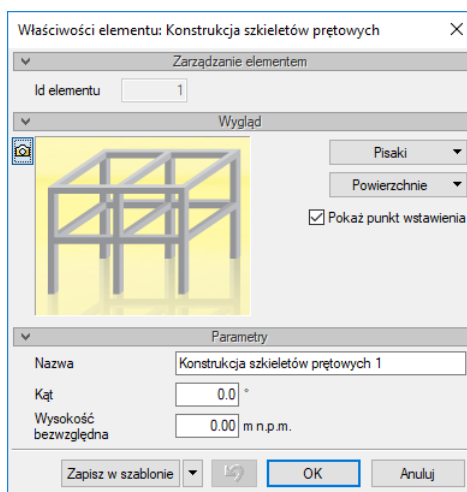 Właściwości elementu: Konstrukcja szkieletów prętowych
Zarządzanie elementem
Id elementu 1
Wygląd
Pisaki
Powierzchnie
Pokaż punkt wstawienia
Parametry
Nazwa Konstrukcja szkieletów prętowych 1
Kąt 0.0 °
Wysokość
bezwzględna 0.00 m n.p.m.
Zapisz w szablonie OK Anuluj